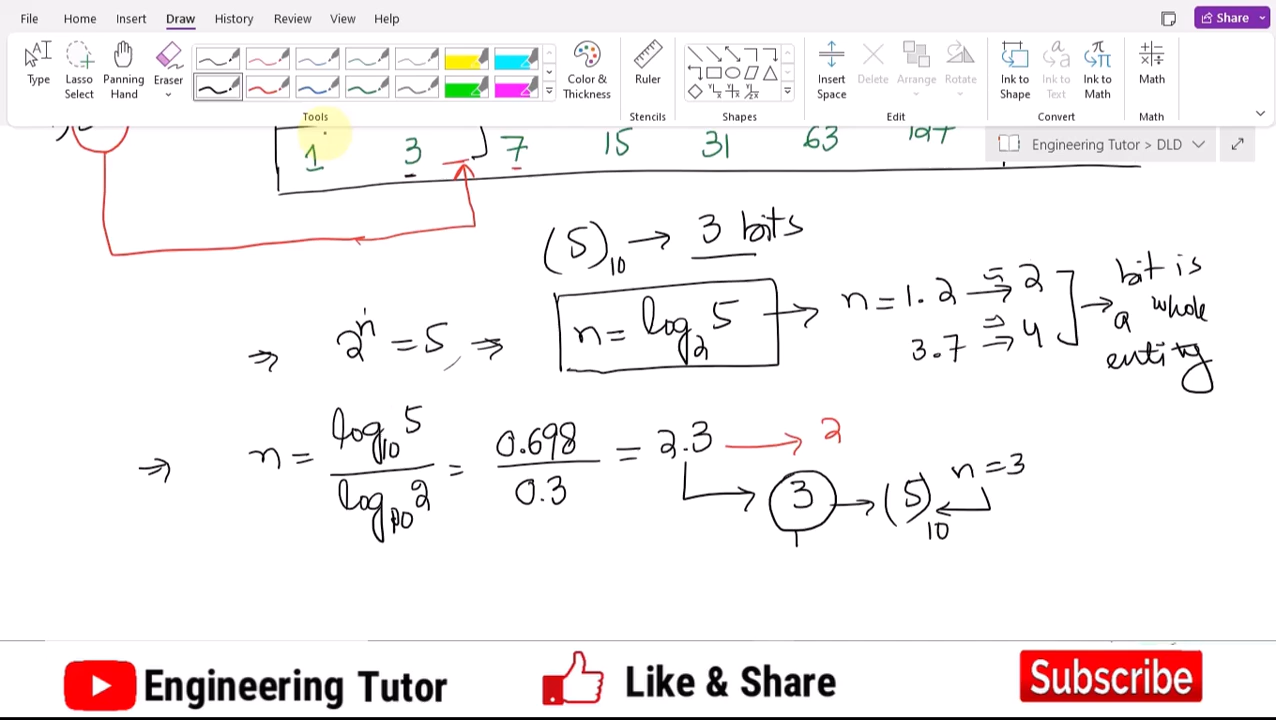 File Home Insert Draw History Review View Help Share
Type Lasso Select Panning Hand Eraser Color & Thickness Ruler Insert Space Delete Arrange Rotate Ink to Shape Ink to Text Ink to Math Math
Tools Stencils Shapes Edit Convert Math
Engineering Tutor > DLD
1 3 7 15 31 63 127
(5)₁₀ → 3 bits
⇒ 2ⁿ = 5, ⇒ n = log₂ 5 → n = 1.2 ⇒ 2
3.7 ⇒ 4
→ bit is
a whole
entity
⇒ n = log₁₀ 5 / log₁₀ 2 = 0.698 / 0.3 = 2.3 → 2
→ 3 → (5)₁₀ n = 3
Engineering Tutor Like & Share Subscribe